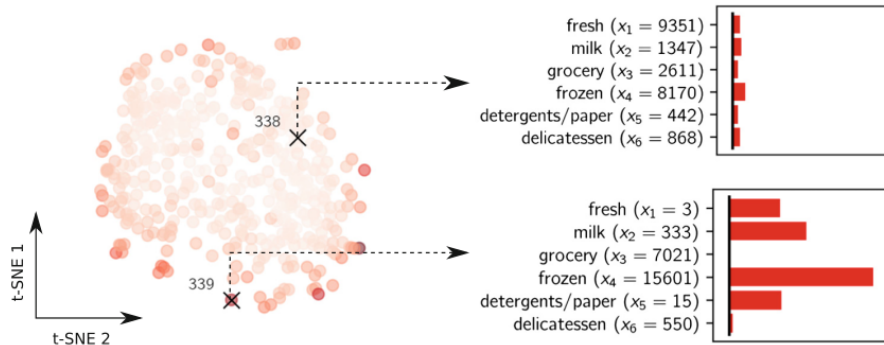 fresh (x₁ = 9351)
milk (x₂ = 1347)
grocery (x₃ = 2611)
frozen (x₄ = 8170)
detergents/paper (x₅ = 442)
delicatessen (x₆ = 868)
338
fresh (x₁ = 3)
milk (x₂ = 333)
grocery (x₃ = 7021)
frozen (x₄ = 15601)
detergents/paper (x₅ = 15)
delicatessen (x₆ = 550)
339
t-SNE 1
t-SNE 2